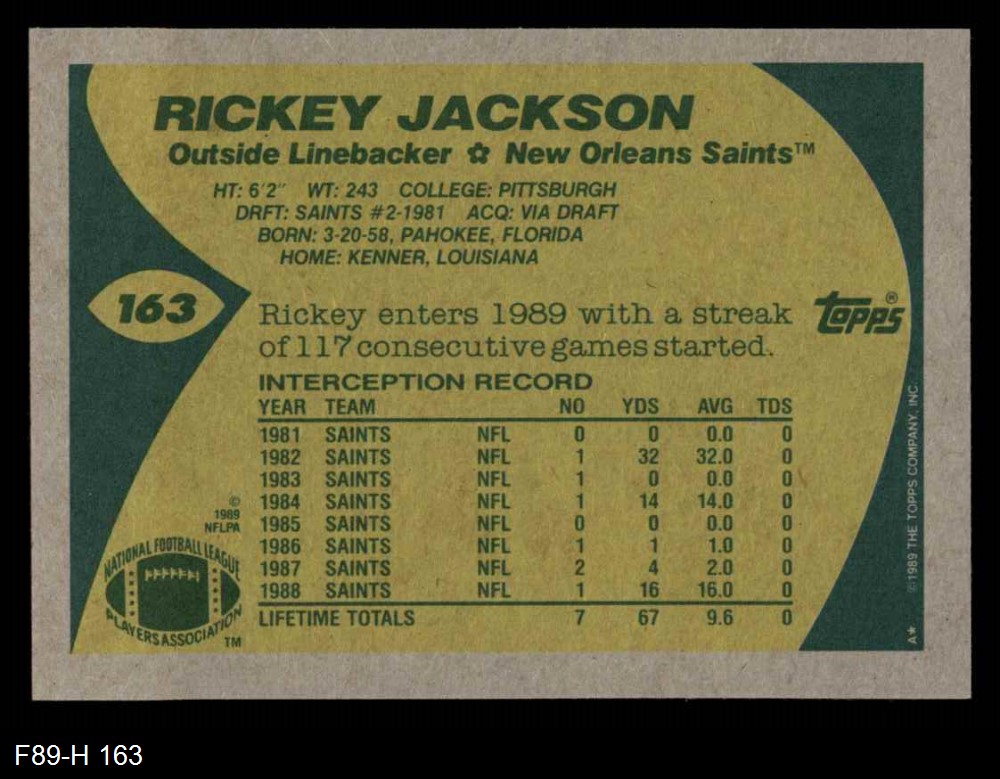 RICKEY JACKSON
Outside Linebacker ✿ New Orleans Saints™
HT: 6'2" WT: 243 COLLEGE: PITTSBURGH
DRFT: SAINTS #2-1981 ACQ: VIA DRAFT
BORN: 3-20-58, PAHOKEE, FLORIDA
HOME: KENNER, LOUISIANA
163
Rickey enters 1989 with a streak
of 117 consecutive games started.
topps®
INTERCEPTION RECORD
YEAR TEAM NO YDS AVG TDS
1981 SAINTS NFL 0 0 0.0 0
1982 SAINTS NFL 1 32 32.0 0
1983 SAINTS NFL 1 0 0.0 0
1984 SAINTS NFL 1 14 14.0 0
1985 SAINTS NFL 0 0 0.0 0
1986 SAINTS NFL 1 1 1.0 0
1987 SAINTS NFL 2 4 2.0 0
1988 SAINTS NFL 1 16 16.0 0
LIFETIME TOTALS 7 67 9.6 0
©
1989
NFLPA
NATIONAL FOOTBALL LEAGUE
PLAYERS ASSOCIATION
TM
A* ©1989 THE TOPPS COMPANY, INC.
F89-H 163